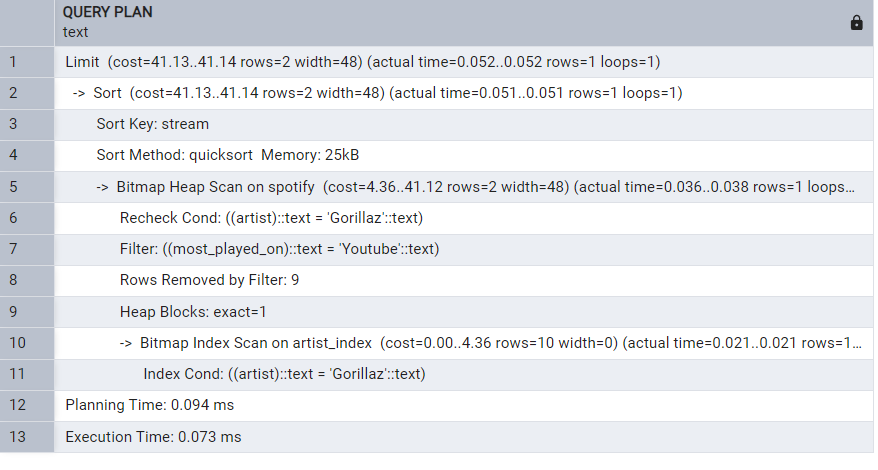 QUERY PLAN
text
1 Limit (cost=41.13..41.14 rows=2 width=48) (actual time=0.052..0.052 rows=1 loops=1)
2 -> Sort (cost=41.13..41.14 rows=2 width=48) (actual time=0.051..0.051 rows=1 loops=1)
3 Sort Key: stream
4 Sort Method: quicksort Memory: 25kB
5 -> Bitmap Heap Scan on spotify (cost=4.36..41.12 rows=2 width=48) (actual time=0.036..0.038 rows=1 loops...
6 Recheck Cond: ((artist)::text = 'Gorillaz'::text)
7 Filter: ((most_played_on)::text = 'Youtube'::text)
8 Rows Removed by Filter: 9
9 Heap Blocks: exact=1
10 -> Bitmap Index Scan on artist_index (cost=0.00..4.36 rows=10 width=0) (actual time=0.021..0.021 rows=1...
11 Index Cond: ((artist)::text = 'Gorillaz'::text)
12 Planning Time: 0.094 ms
13 Execution Time: 0.073 ms